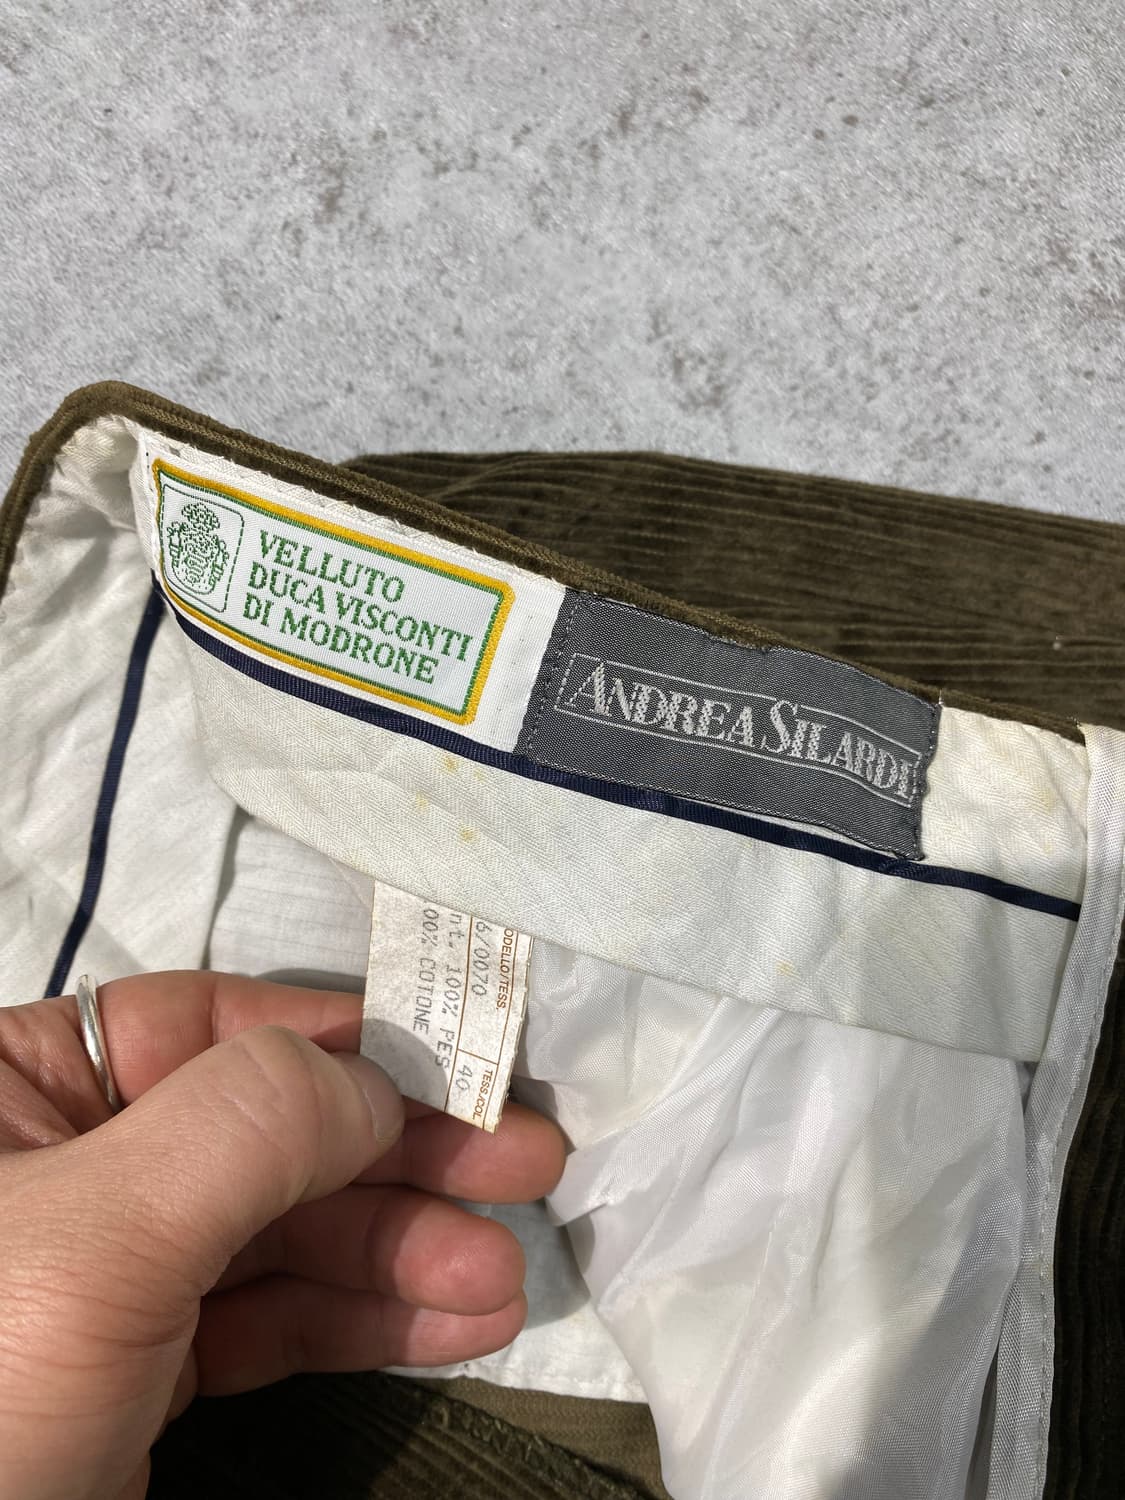 VELLUTO
DUCA VISCONTI
DI MODRONE
ANDREA SILARDI
ODELLO/TESS. TESS/COL
6/0070 40
nt. 100% PES
00% COTONE